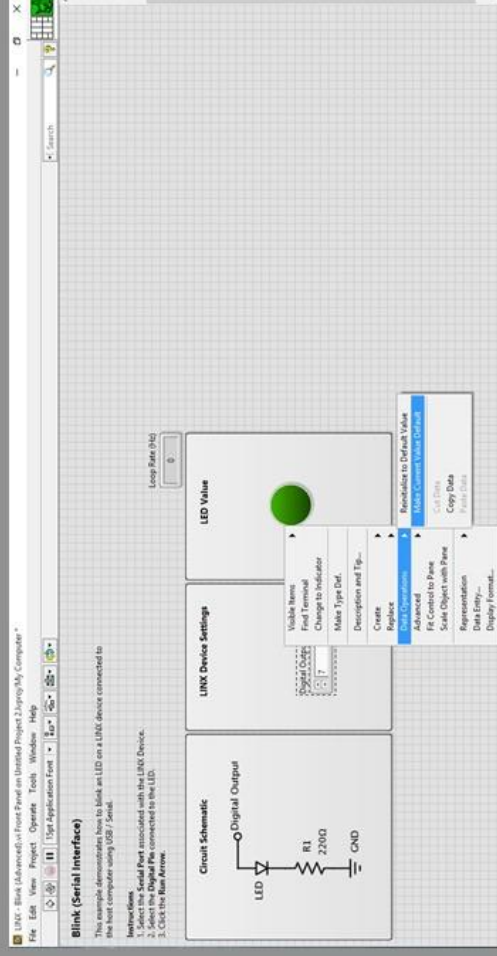 LINX - Blink (Advanced).vi Front Panel on Untitled Project 2.lvproj/My Computer *
File Edit View Project Operate Tools Window Help
15pt Application Font
Search
Blink (Serial Interface)
This example demonstrates how to blink an LED on a LINX device connected to
the host computer using USB / Serial.
Instructions
1. Select the Serial Port associated with the LINX Device.
2. Select the Digital Pin connected to the LED.
3. Click the Run Arrow.
Loop Rate (Hz)
0
Circuit Schematic
Digital Output
LED
R1
220Ω
GND
LINX Device Settings
Digital Outpu
7
LED Value
Visible Items
Find Terminal
Change to Indicator
Make Type Def.
Description and Tip...
Create
Replace
Data Operations
Advanced
Fit Control to Pane
Scale Object with Pane
Representation
Data Entry...
Display Format...
Reinitialize to Default Value
Make Current Value Default
Cut Data
Copy Data
Paste Data